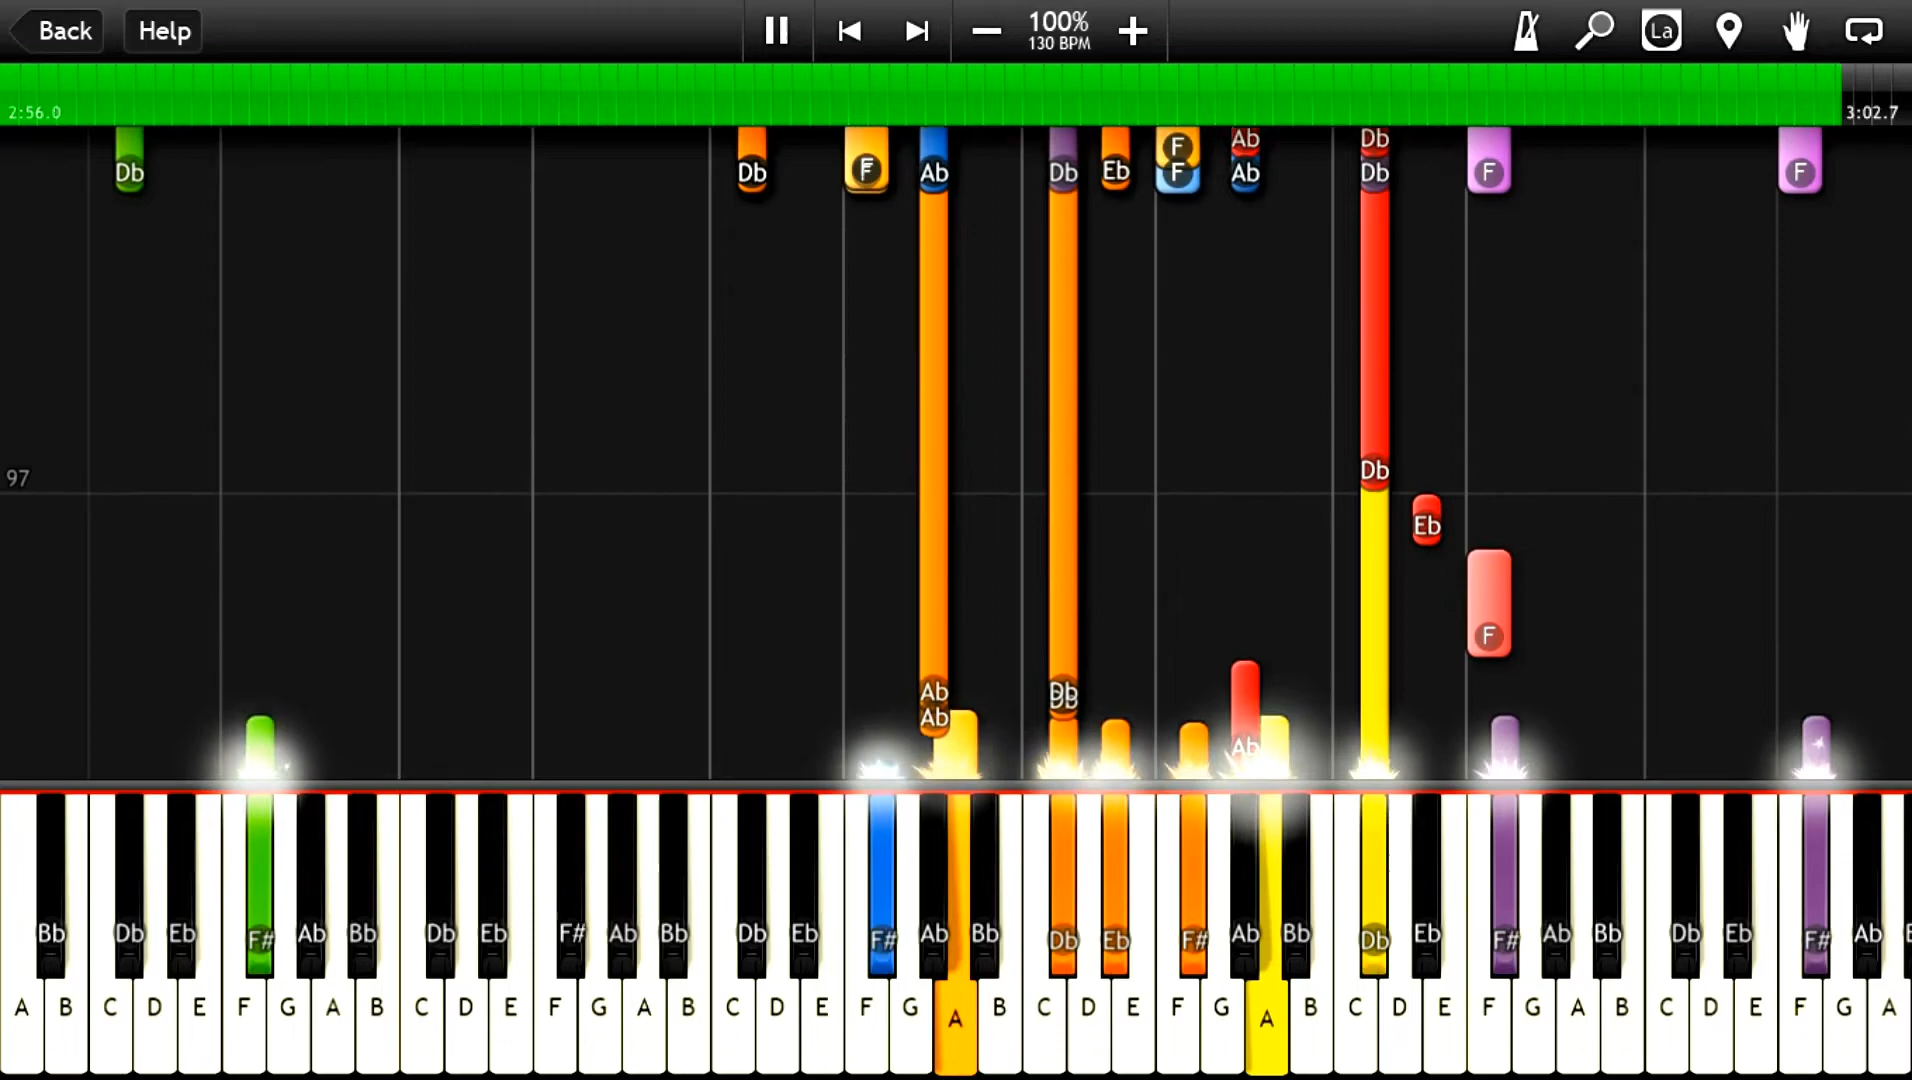 Back Help 100% La
130 BPM
2:56.0 3:02.7
F Ab Db
Db Db F Ab Db Eb F Ab Db F F
Db
97
Eb
F
Ab Db
Ab
Ab
Bb Db Eb F# Ab Bb Db Eb F# Ab Bb Db Eb F# Ab Bb Db Eb F# Ab Bb Db Eb F# Ab Bb Db Eb F# Ab
A B C D E F G A B C D E F G A B C D E F G A B C D E F G A B C D E F G A B C D E F G A